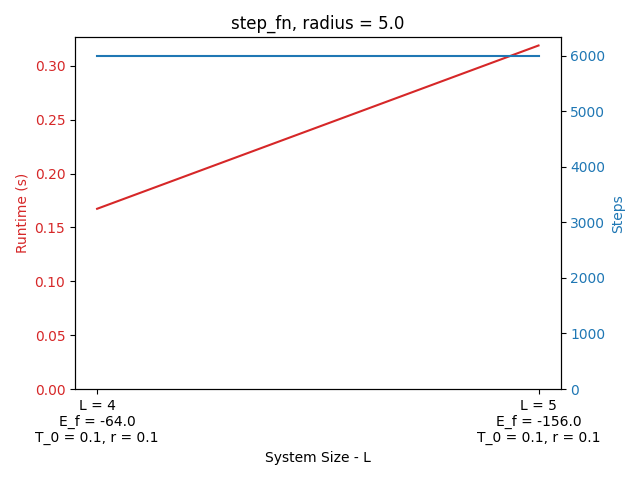 step_fn, radius = 5.0
0.30
0.25
0.20
0.15
0.10
0.05
0.00
Runtime (s)
6000
5000
4000
3000
2000
1000
0
Steps
L = 4
E_f = -64.0
T_0 = 0.1, r = 0.1
L = 5
E_f = -156.0
T_0 = 0.1, r = 0.1
System Size - L